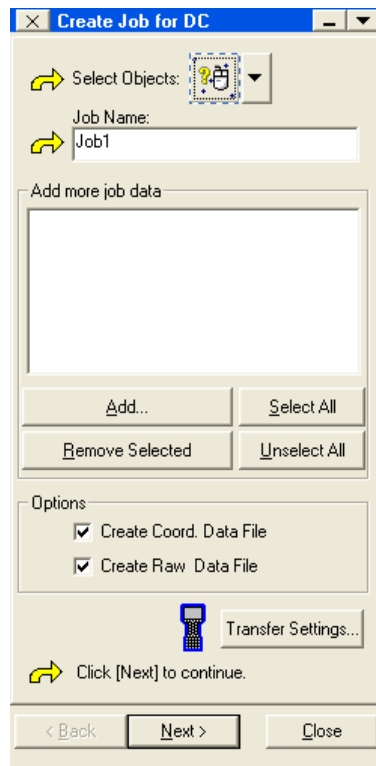 Create Job for DC
Select Objects:
Job Name:
Job1
Add more job data
Add... Select All
Remove Selected Unselect All
Options
Create Coord. Data File
Create Raw Data File
Transfer Settings...
Click [Next] to continue.
< Back Next > Close